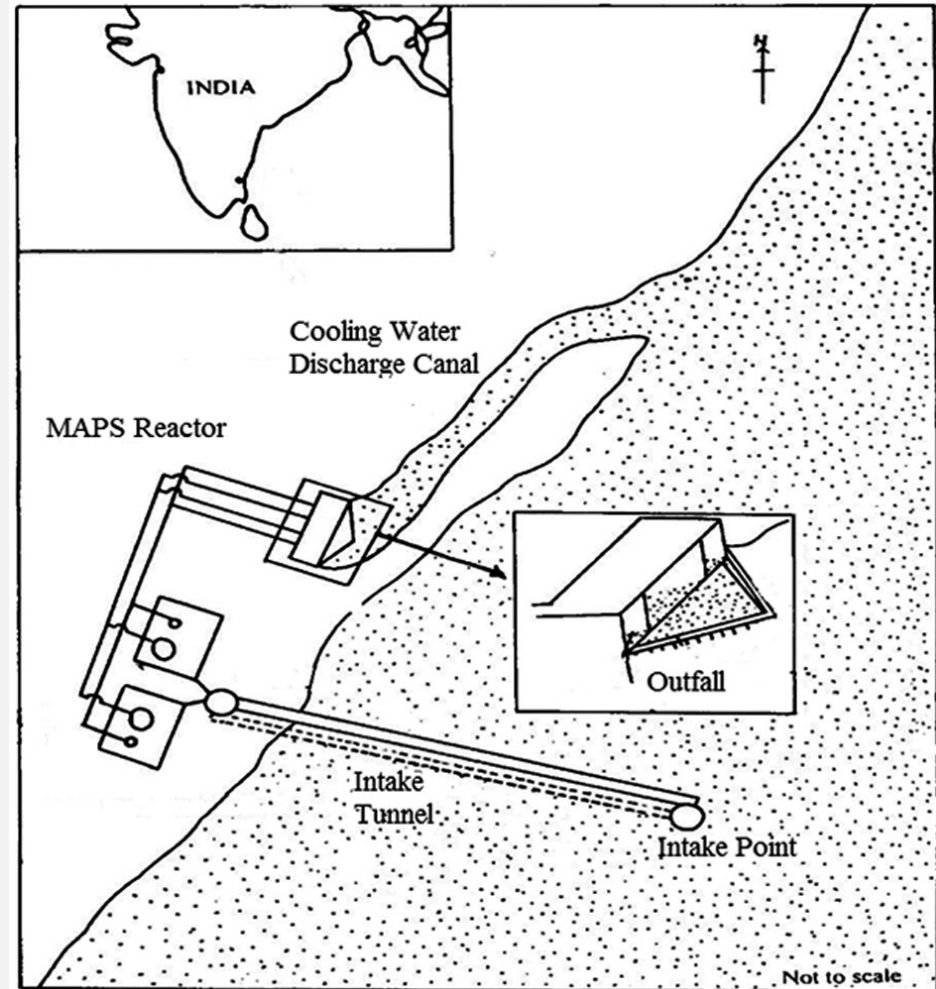 INDIA
N
Cooling Water
Discharge Canal
MAPS Reactor
Outfall
Intake
Tunnel
Intake Point
Not to scale